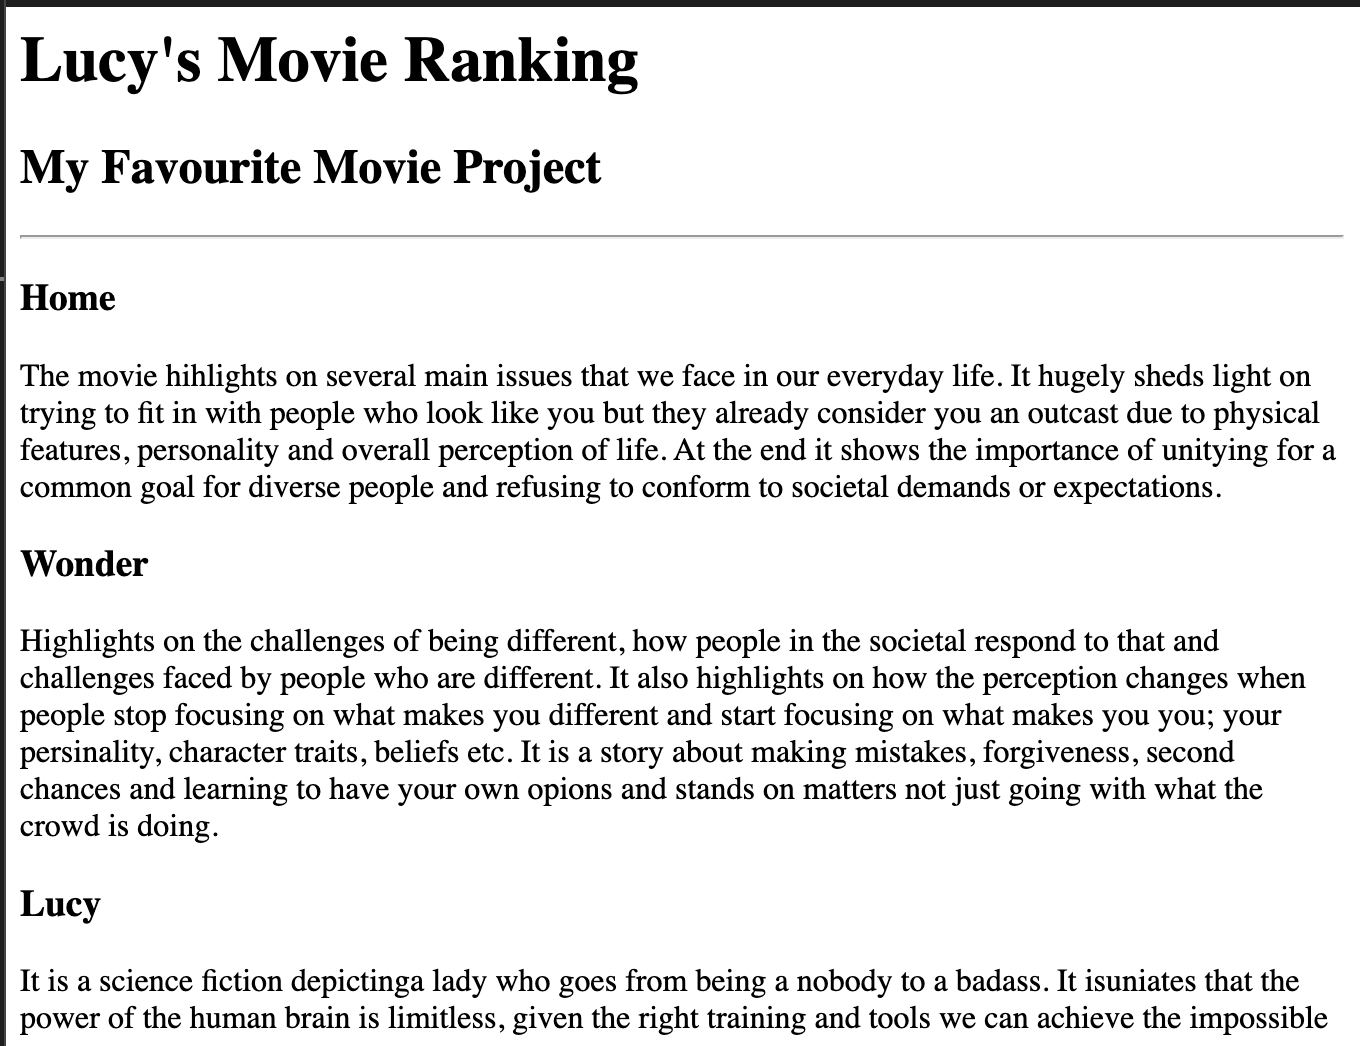 Lucy's Movie Ranking
My Favourite Movie Project
Home
The movie hihlights on several main issues that we face in our everyday life. It hugely sheds light on
trying to fit in with people who look like you but they already consider you an outcast due to physical
features, personality and overall perception of life. At the end it shows the importance of unitying for a
common goal for diverse people and refusing to conform to societal demands or expectations.
Wonder
Highlights on the challenges of being different, how people in the societal respond to that and
challenges faced by people who are different. It also highlights on how the perception changes when
people stop focusing on what makes you different and start focusing on what makes you you; your
persinality, character traits, beliefs etc. It is a story about making mistakes, forgiveness, second
chances and learning to have your own opions and stands on matters not just going with what the
crowd is doing.
Lucy
It is a science fiction depictinga lady who goes from being a nobody to a badass. It isuniates that the
power of the human brain is limitless, given the right training and tools we can achieve the impossible